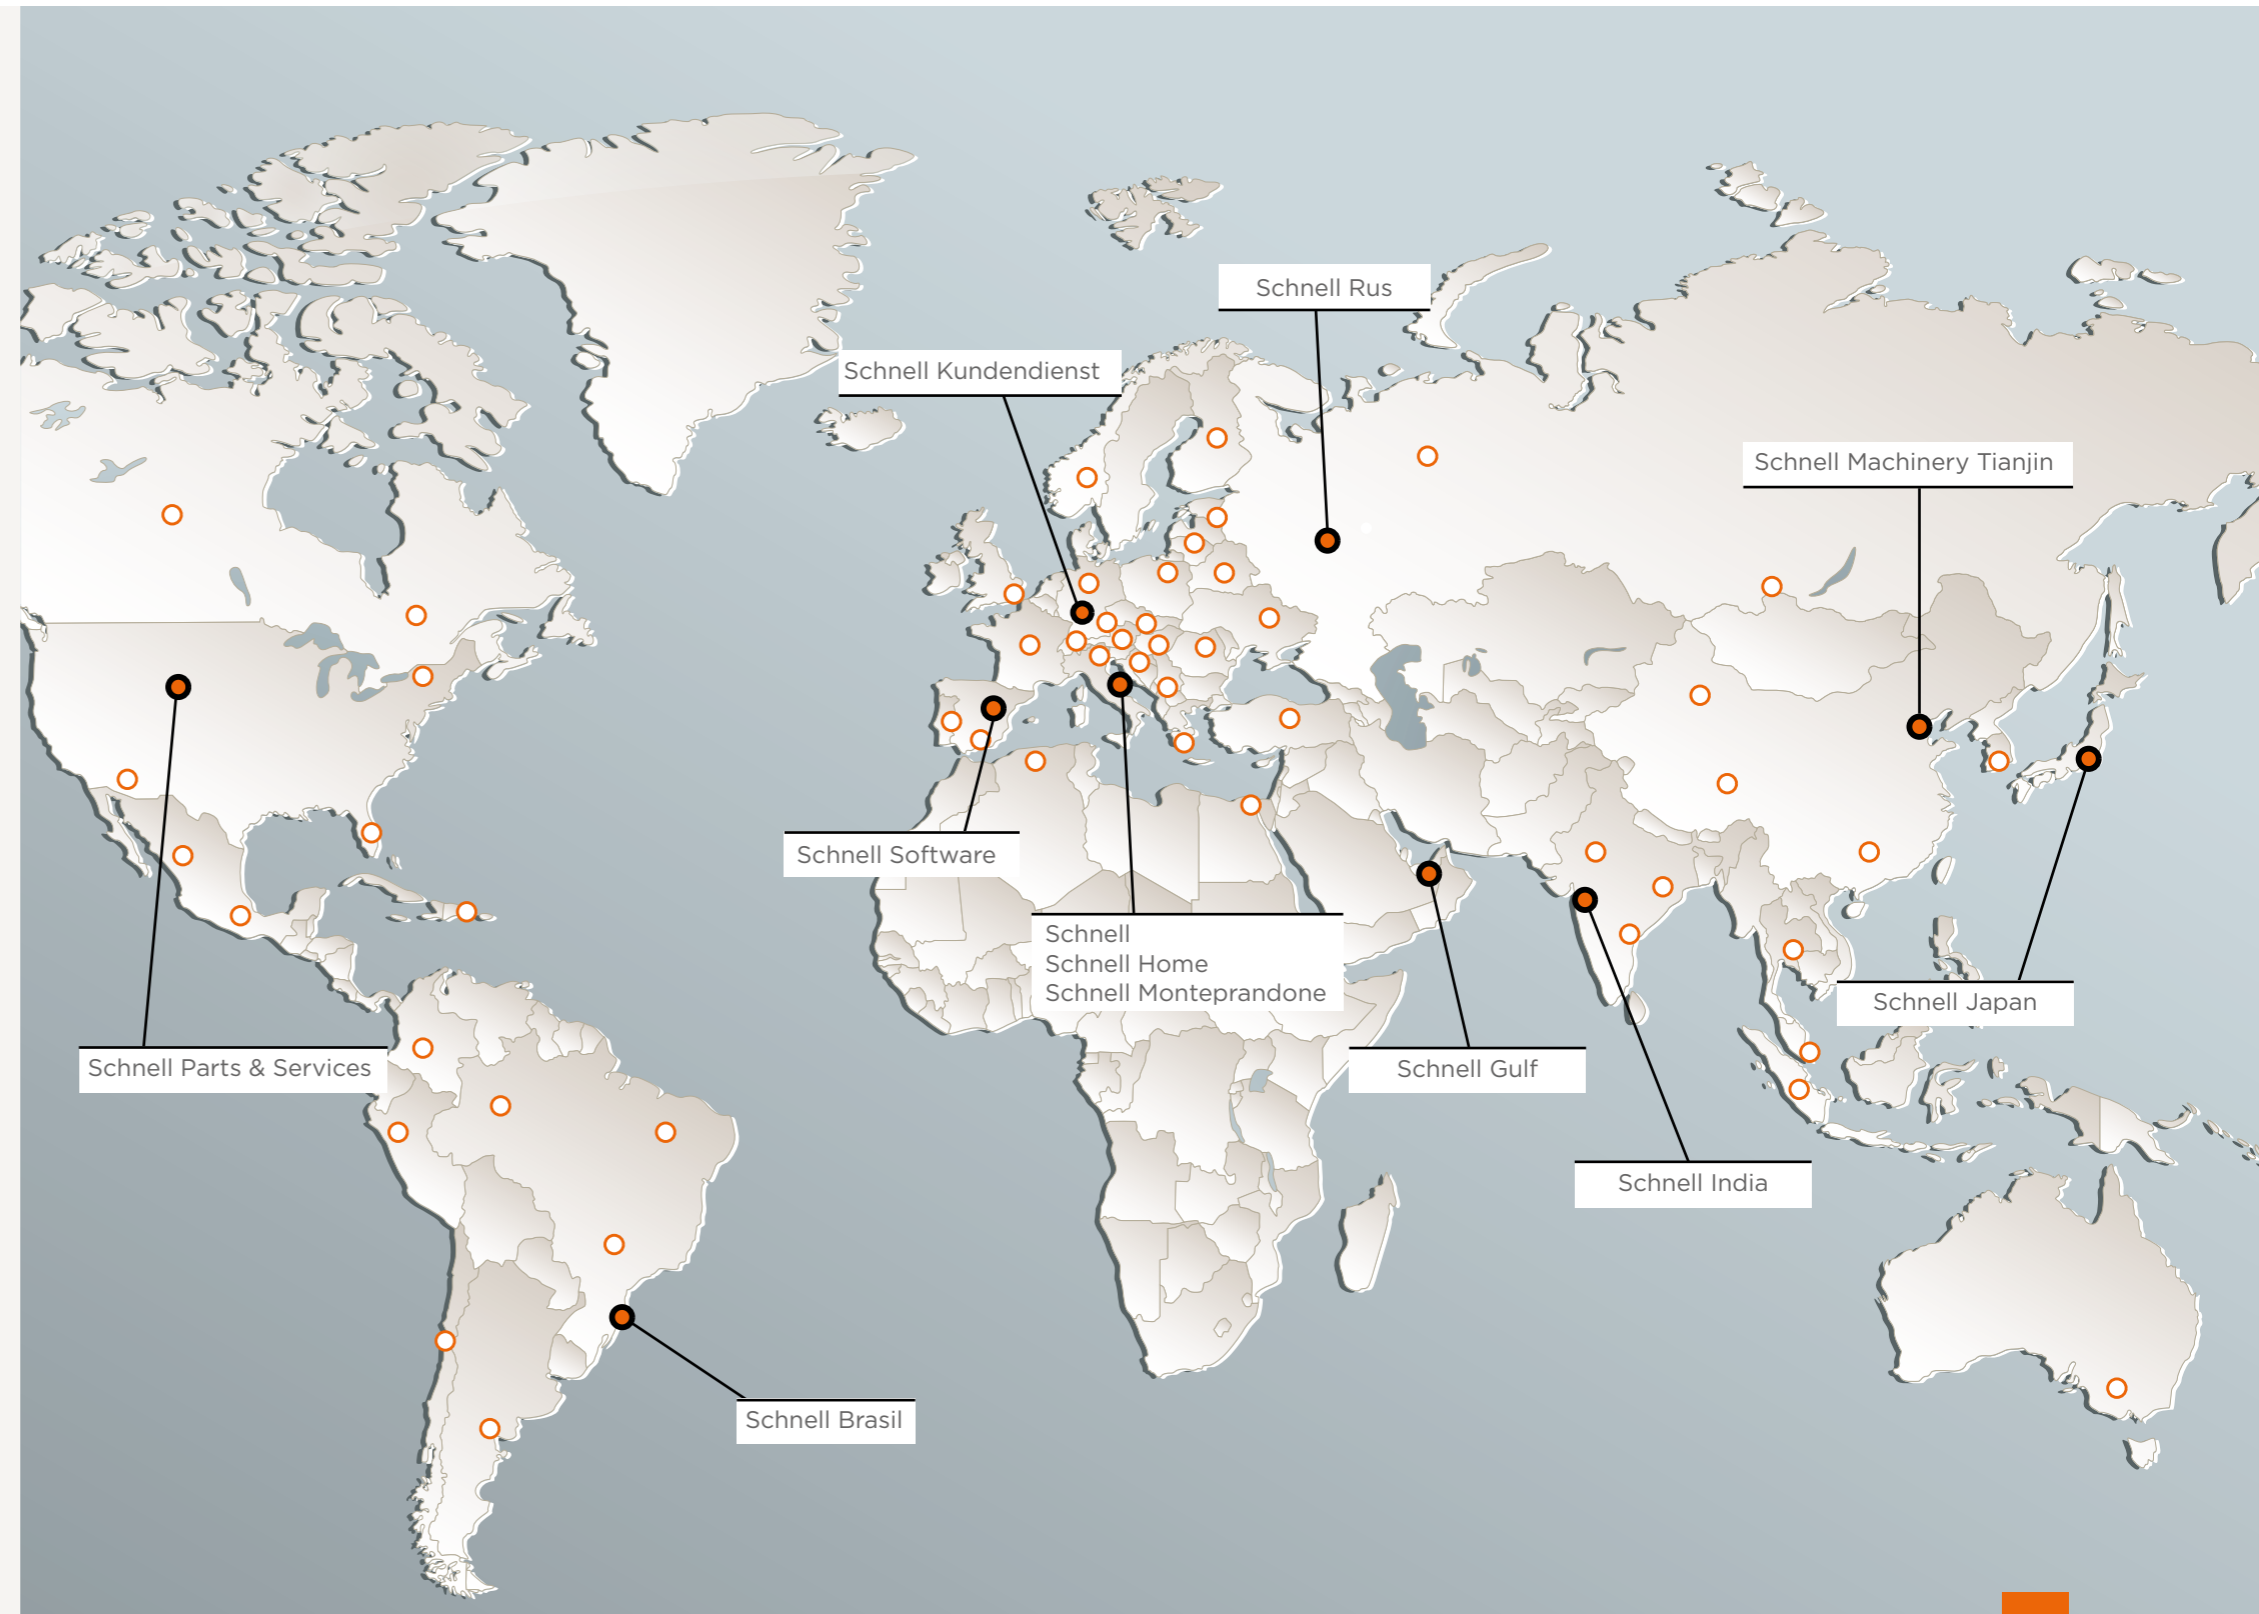 Schnell Rus
Schnell Kundendienst
Schnell Machinery Tianjin
Schnell Software
Schnell
Schnell Home
Schnell Monteprandone
Schnell Japan
Schnell Parts & Services
Schnell Gulf
Schnell India
Schnell Brasil